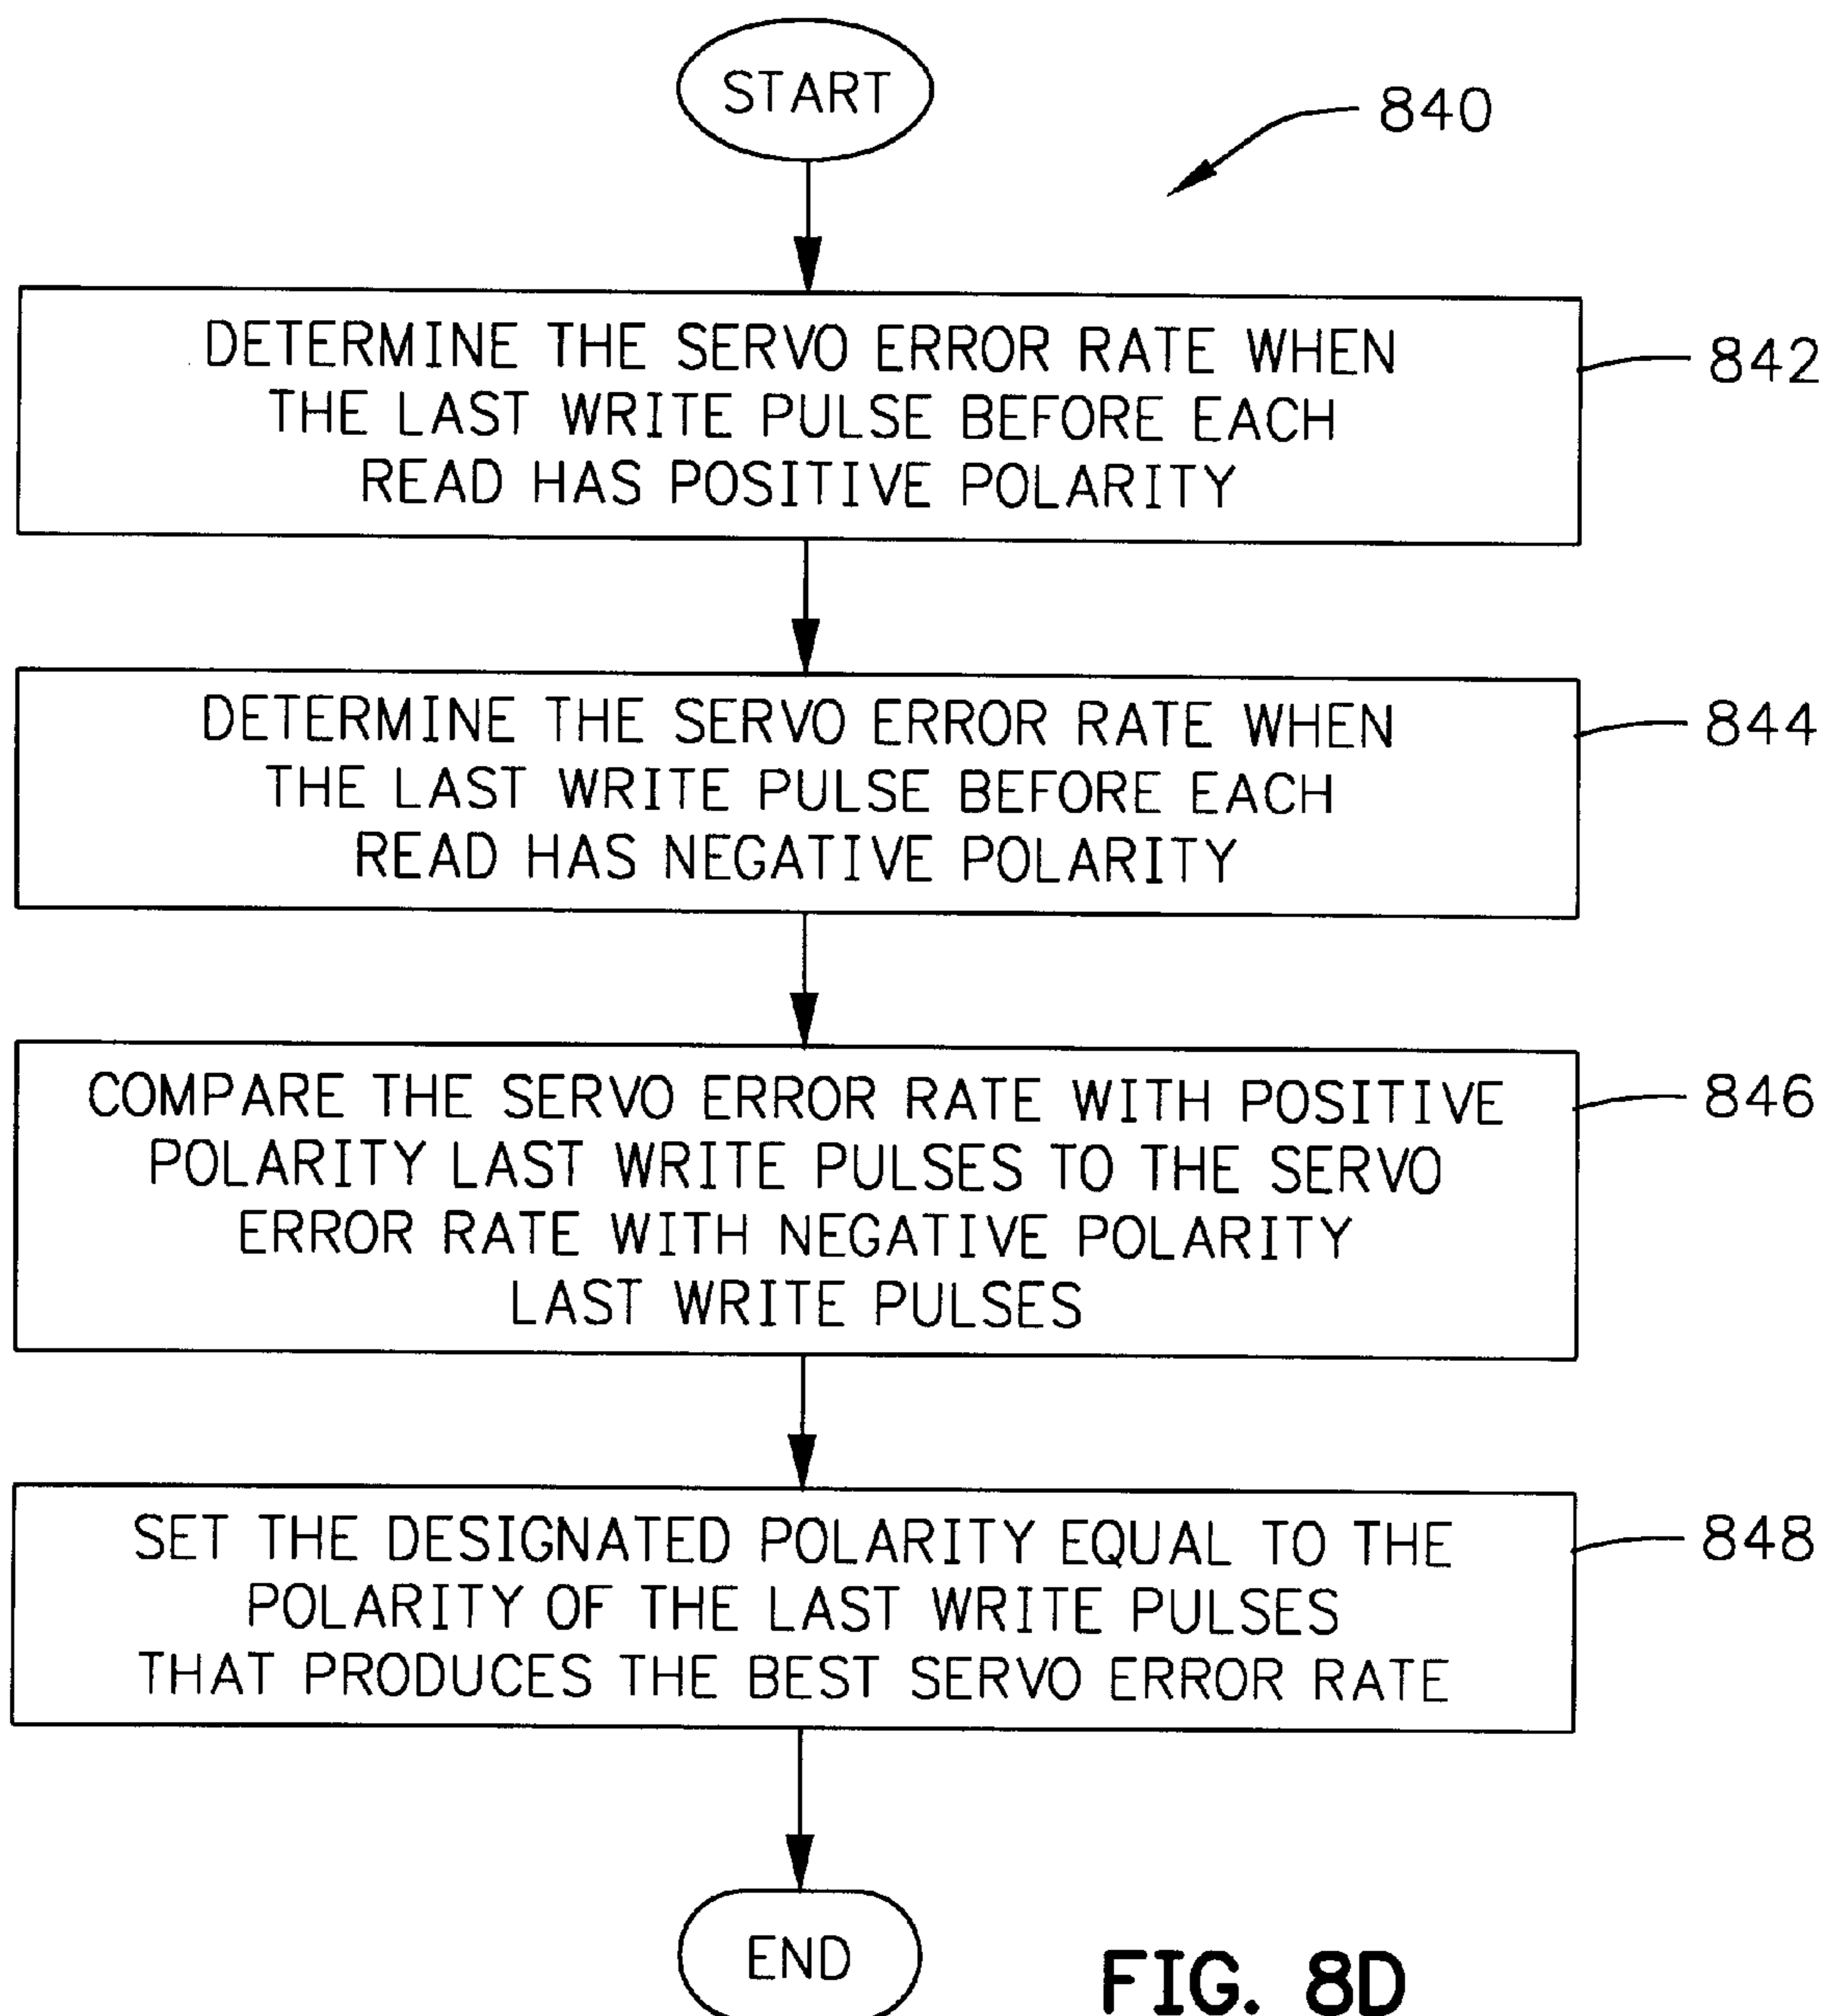 START
840
DETERMINE THE SERVO ERROR RATE WHEN
THE LAST WRITE PULSE BEFORE EACH
READ HAS POSITIVE POLARITY
842
DETERMINE THE SERVO ERROR RATE WHEN
THE LAST WRITE PULSE BEFORE EACH
READ HAS NEGATIVE POLARITY
844
COMPARE THE SERVO ERROR RATE WITH POSITIVE
POLARITY LAST WRITE PULSES TO THE SERVO
ERROR RATE WITH NEGATIVE POLARITY
LAST WRITE PULSES
846
SET THE DESIGNATED POLARITY EQUAL TO THE
POLARITY OF THE LAST WRITE PULSES
THAT PRODUCES THE BEST SERVO ERROR RATE
848
END
FIG. 8D